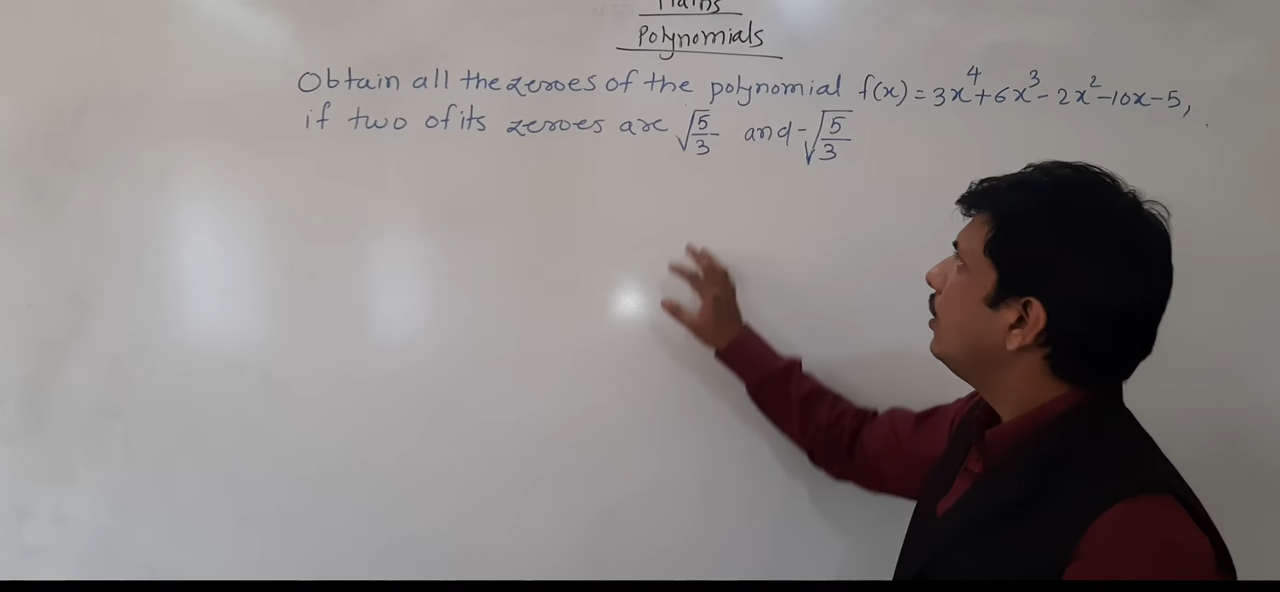 Maths
Polynomials
Obtain all the zeroes of the polynomial f(x) = 3x⁴+6x³-2x²-10x-5,
if two of its zeroes are √5/3 and -√5/3